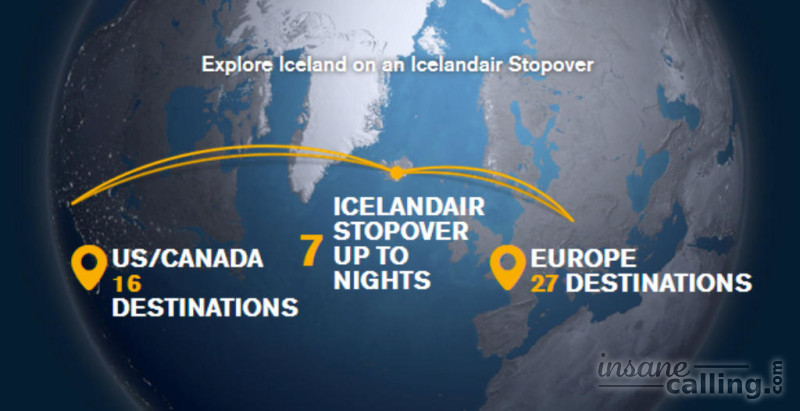 Explore Iceland on an Icelandair Stopover
US/CANADA
16
DESTINATIONS
7
ICELANDAIR
STOPOVER
UP TO
NIGHTS
EUROPE
27 DESTINATIONS
insane
calling.com